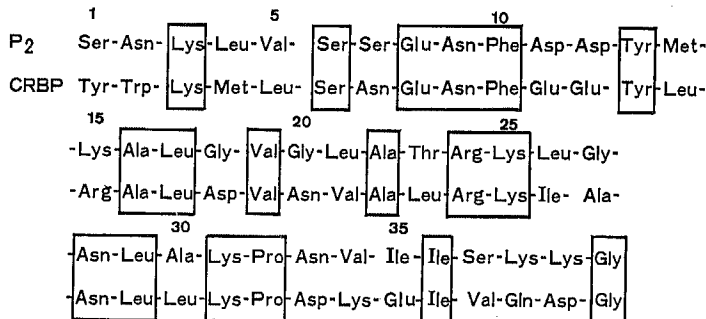 1 5 10
P2 Ser-Asn-Lys-Leu-Val- Ser-Ser-Glu-Asn-Phe-Asp-Asp-Tyr-Met-
CRBP Tyr-Trp-Lys-Met-Leu-Ser-Asn-Glu-Asn-Phe-Glu-Glu-Tyr-Leu-
15 20 25
-Lys-Ala-Leu-Gly-Val-Gly-Leu-Ala-Thr-Arg-Lys-Leu-Gly-
-Arg-Ala-Leu-Asp-Val-Asn-Val-Ala-Leu-Arg-Lys-Ile-Ala-
30 35
-Asn-Leu-Ala-Lys-Pro-Asn-Val-Ile-Ile-Ser-Lys-Lys-Gly
-Asn-Leu-Leu-Lys-Pro-Asp-Lys-Glu-Ile-Val-Gln-Asp-Gly